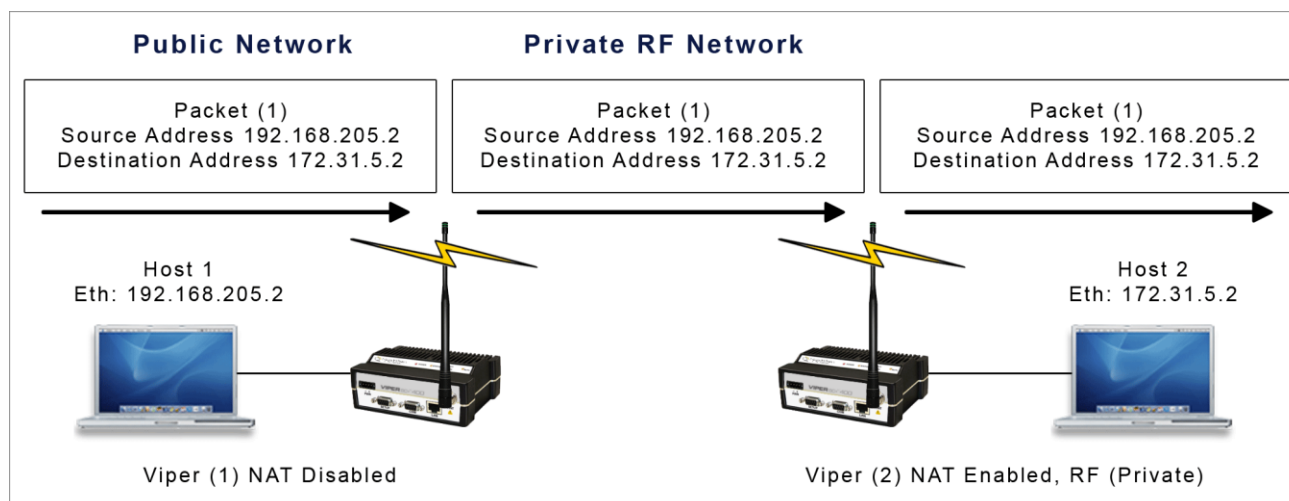 Public Network
Private RF Network
Packet (1)
Source Address 192.168.205.2
Destination Address 172.31.5.2
Packet (1)
Source Address 192.168.205.2
Destination Address 172.31.5.2
Packet (1)
Source Address 192.168.205.2
Destination Address 172.31.5.2
Host 1
Eth: 192.168.205.2
Host 2
Eth: 172.31.5.2
VIPER
VIPER
Viper (1) NAT Disabled
Viper (2) NAT Enabled, RF (Private)